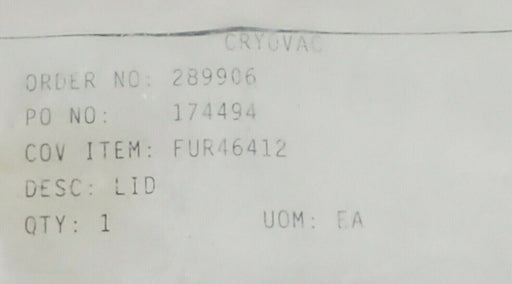 CRYOVAC
ORDER NO: 289906
PO NO: 174494
COV ITEM: FUR46412
DESC: LID
QTY: 1 UOM: EA